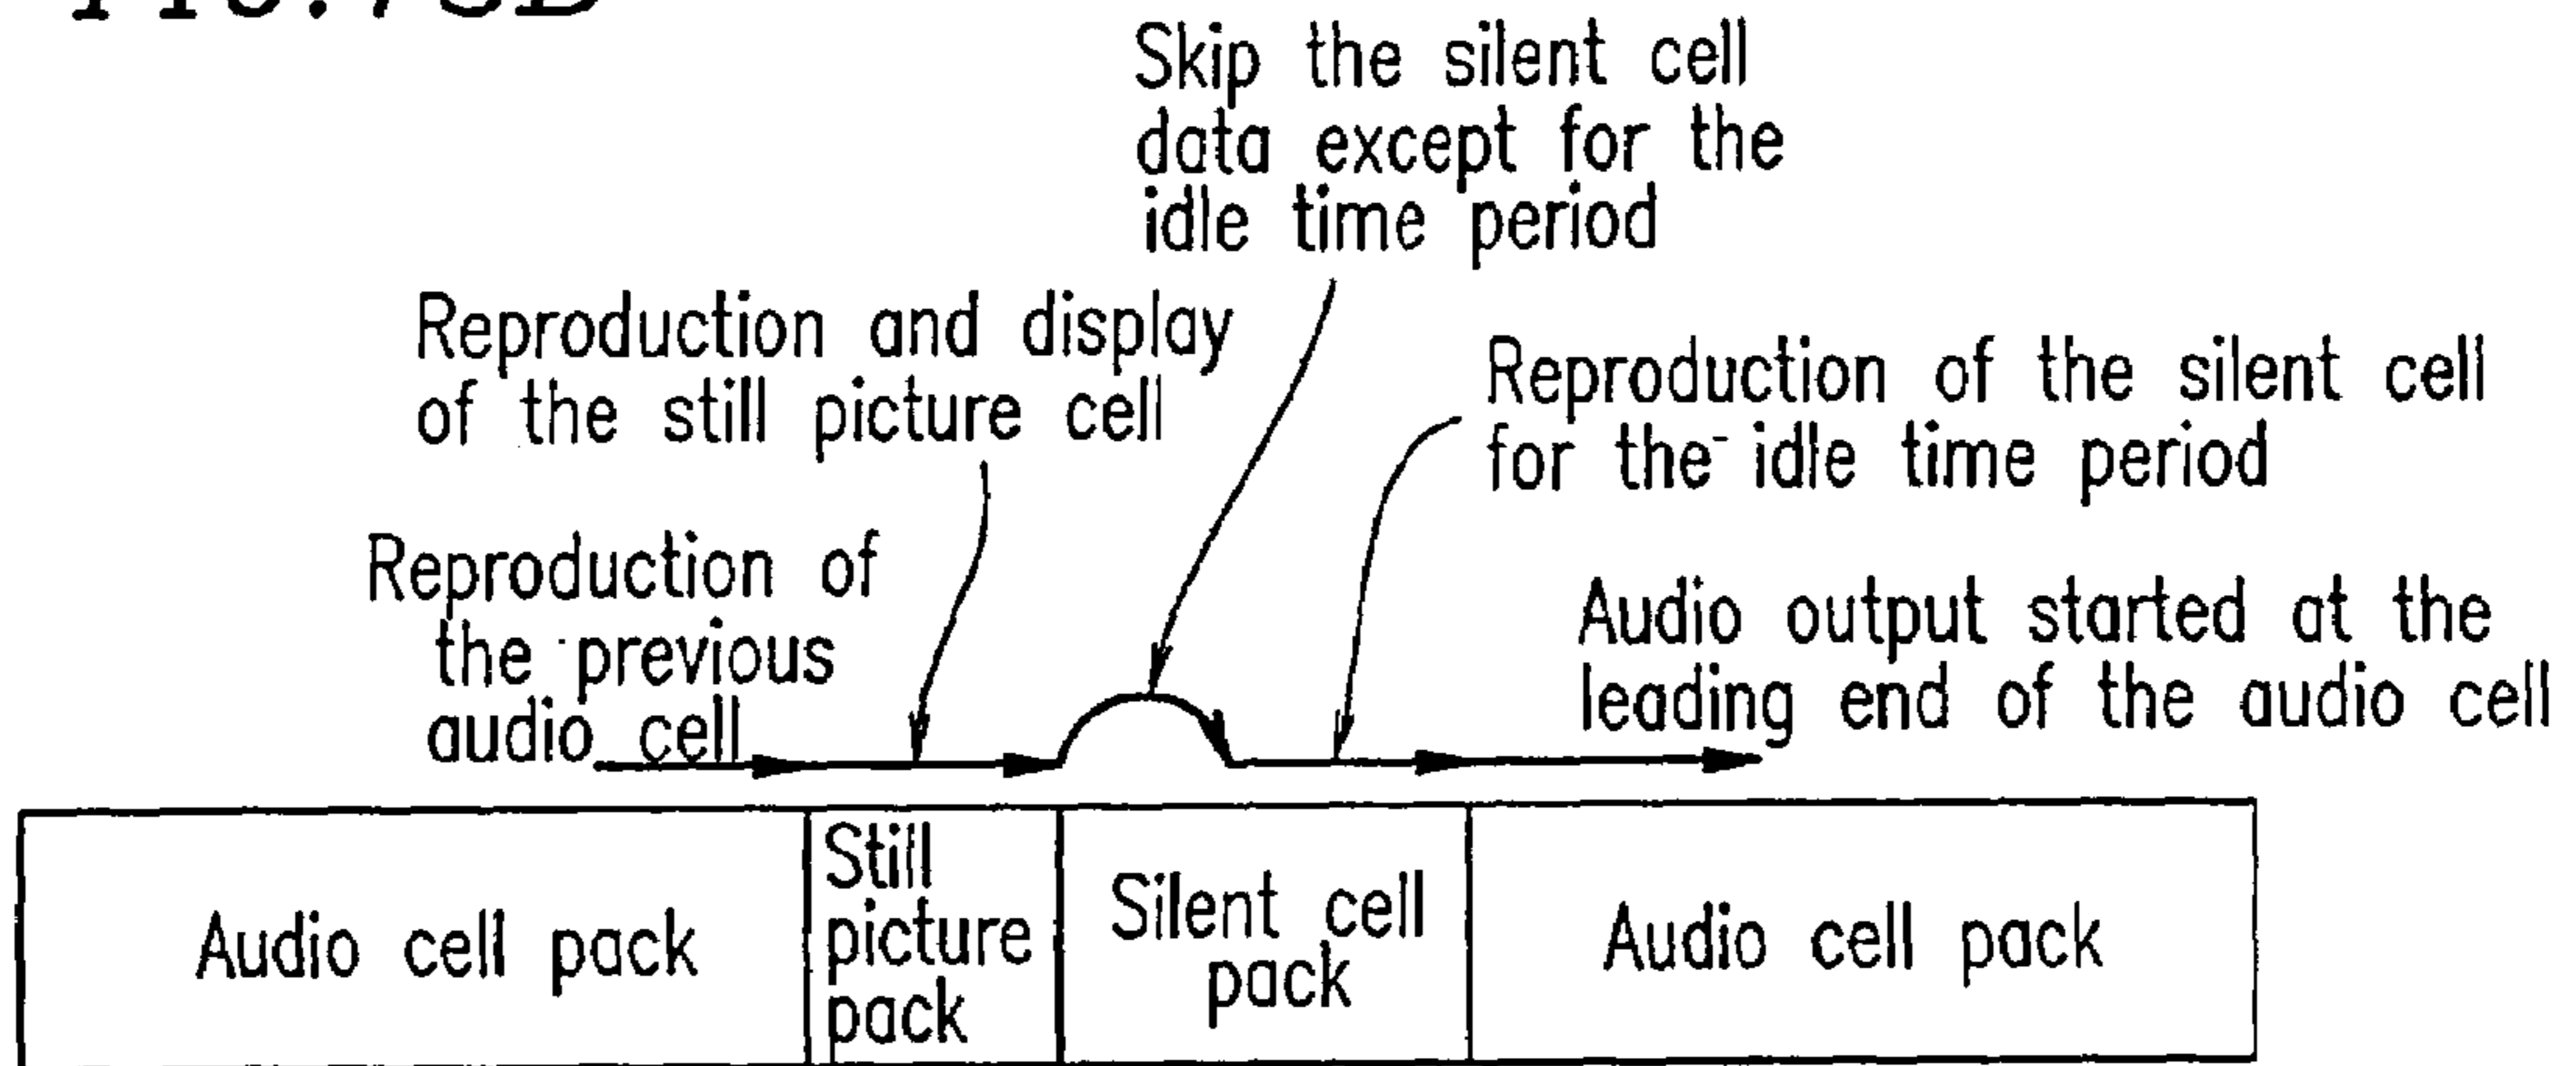 Skip the silent cell
data except for the
idle time period
Reproduction and display
of the still picture cell
Reproduction of the silent cell
for the idle time period
Reproduction of
the previous
audio cell
Audio output started at the
leading end of the audio cell
Audio cell pack
Still
picture
pack
Silent cell
pack
Audio cell pack